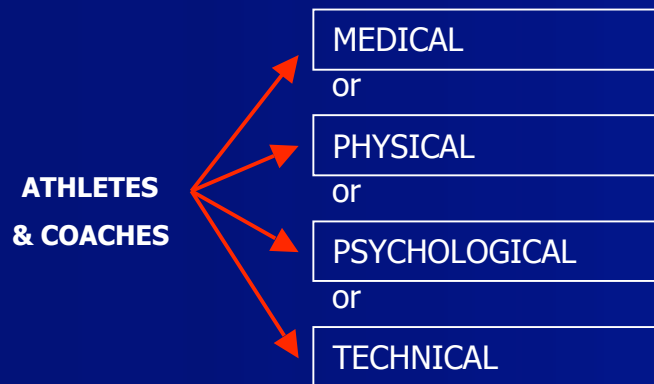 MEDICAL
or
PHYSICAL
or
ATHLETES
& COACHES
PSYCHOLOGICAL
or
TECHNICAL